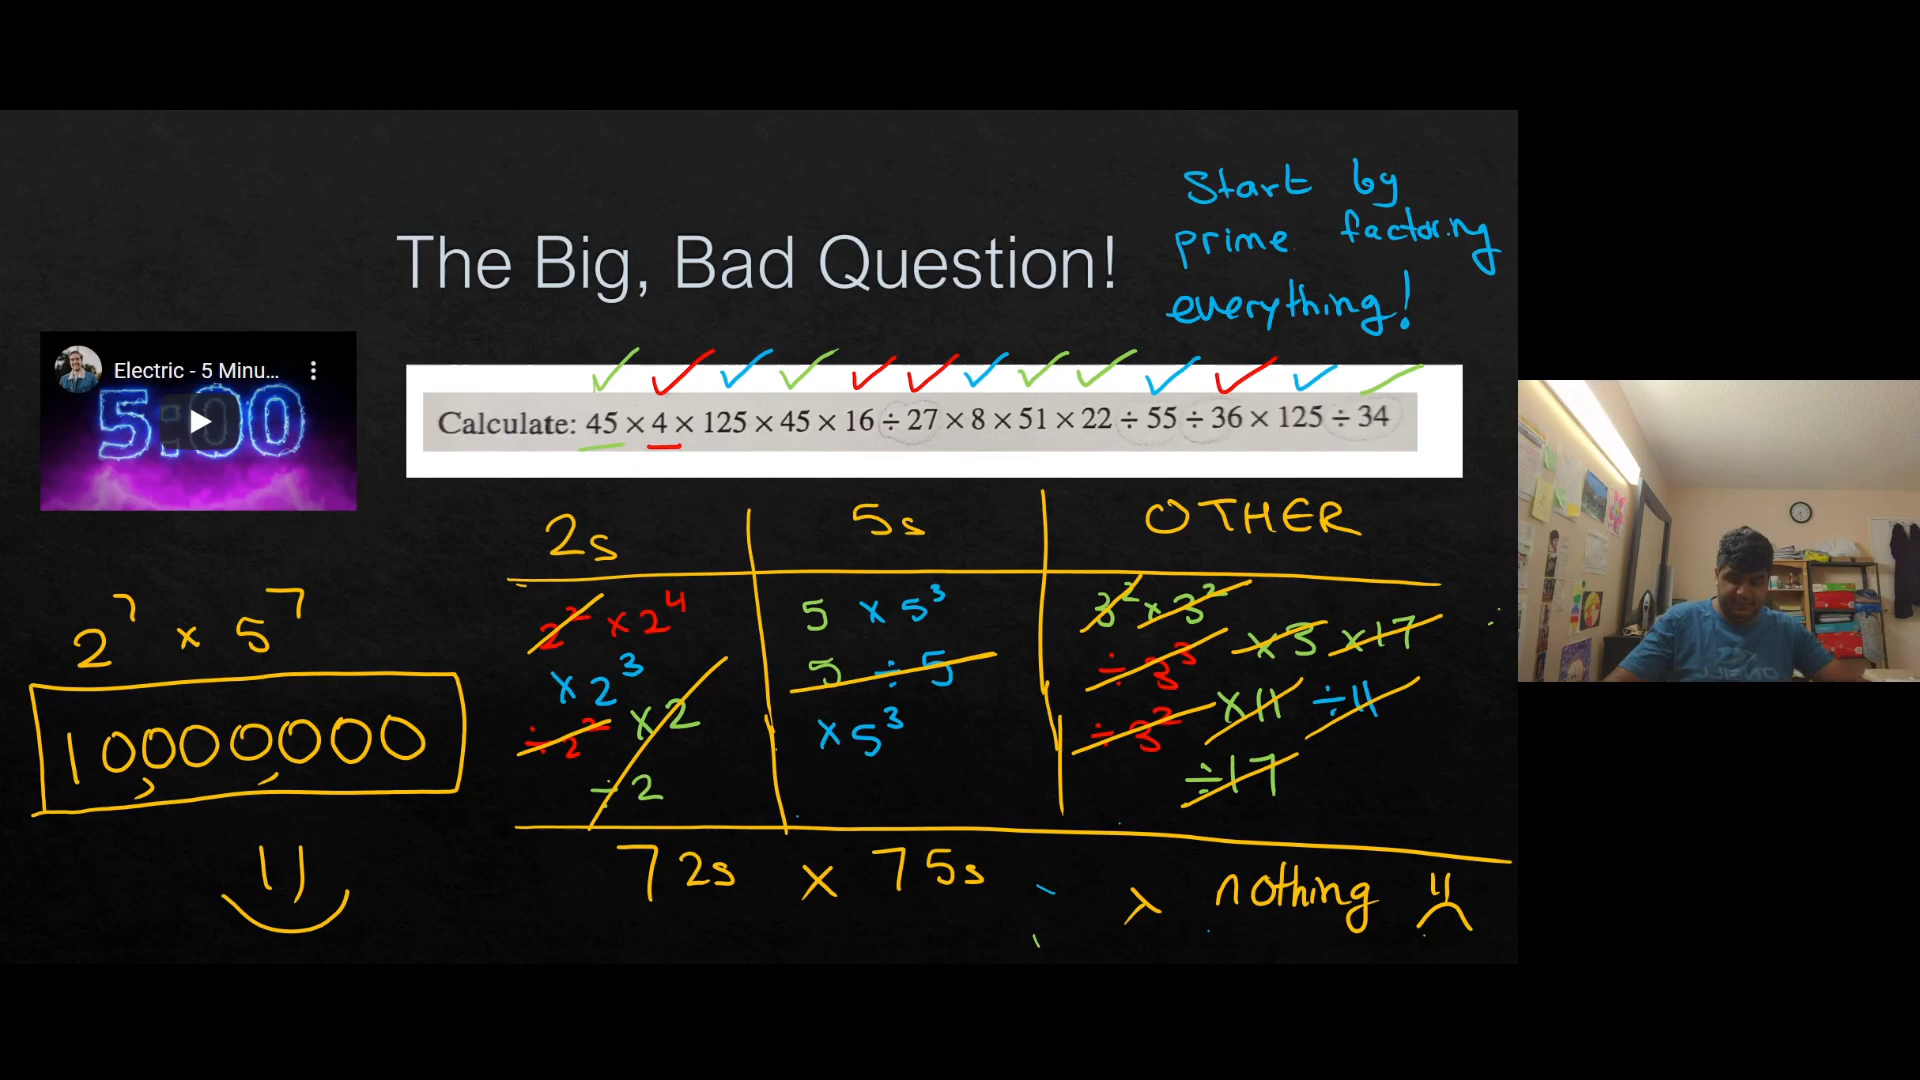 Start by
prime factoring
everything!
The Big, Bad Question!
Electric - 5 Minu...
5:00
Calculate: 45 × 4 × 125 × 45 × 16 ÷ 27 × 8 × 51 × 22 ÷ 55 ÷ 36 × 125 ÷ 34
2s 5s OTHER
2² × 2⁴ 5 × 5³ 3² × 3²
× 2³ 5 ÷ 5 ÷ 3³ × 3 × 17
÷ 2² × 2 × 5³ ÷ 3² × 11 ÷ 11
÷ 2 ÷ 17
7 2s × 7 5s × nothing
2⁷ × 5⁷
10,000,000